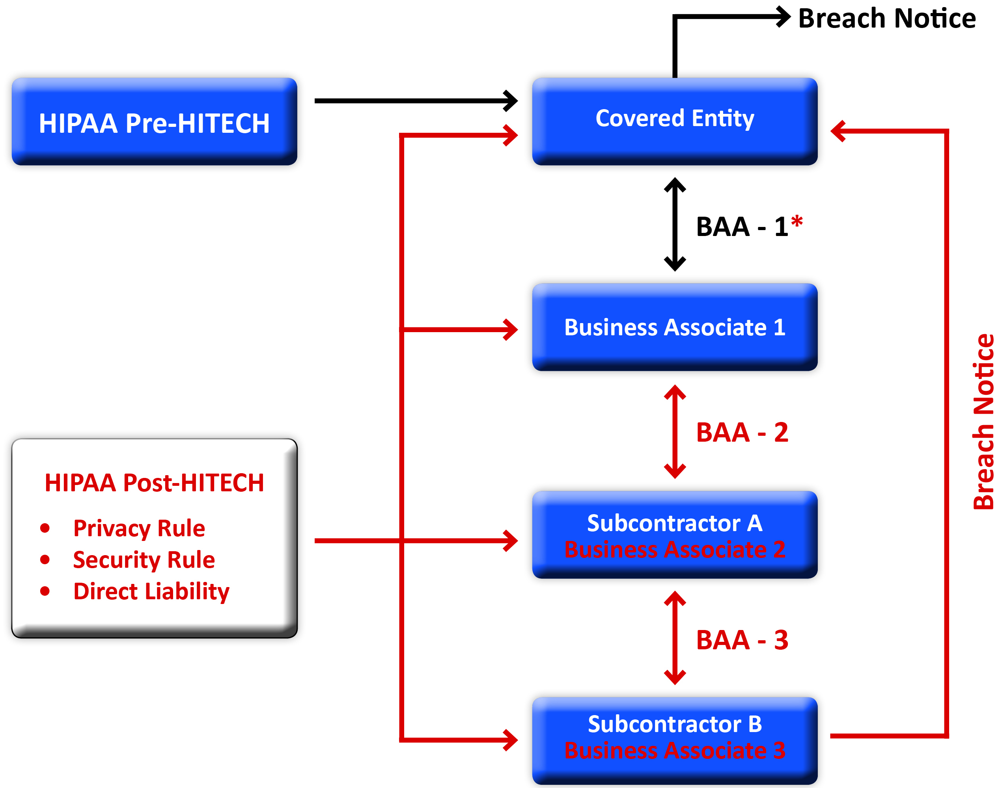 Breach Notice
HIPAA Pre-HITECH
Covered Entity
BAA - 1*
Business Associate 1
BAA - 2
HIPAA Post-HITECH
• Privacy Rule
• Security Rule
• Direct Liability
Subcontractor A
Business Associate 2
BAA - 3
Subcontractor B
Business Associate 3
Breach Notice